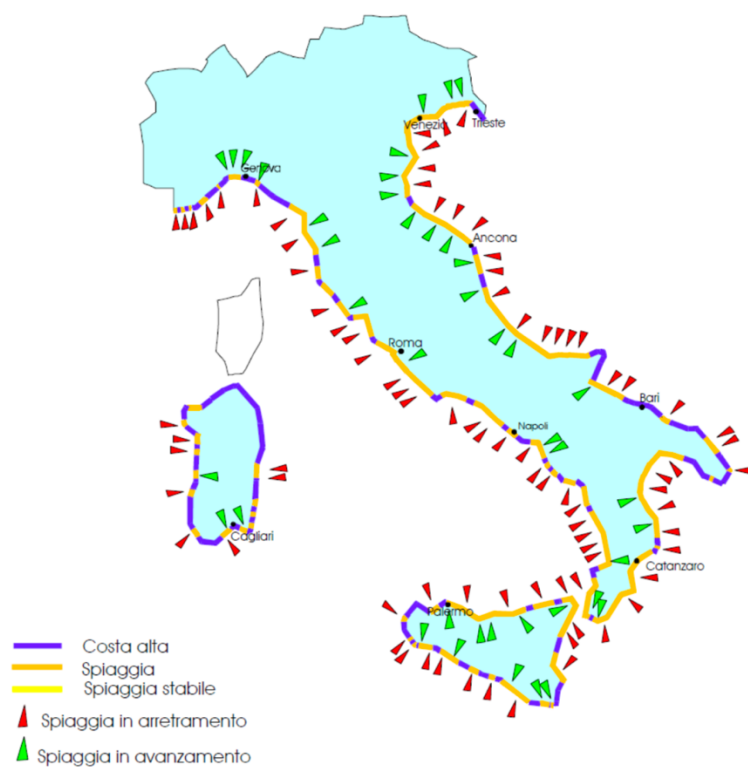 Venezia
Trieste
Genova
Ancona
Roma
Bari
Napoli
Cagliari
Catanzaro
Palermo
Costa alta
Spiaggia
Spiaggia stabile
Spiaggia in arretramento
Spiaggia in avanzamento